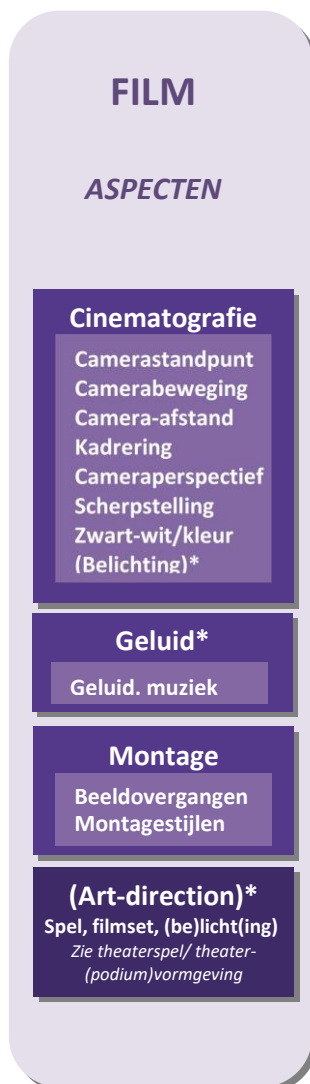 FILM
ASPECTEN
Cinematografie
Camerastandpunt
Camerabeweging
Camera-afstand
Kadrering
Cameraperspectief
Scherpstelling
Zwart-wit/kleur
(Belichting)*
Geluid*
Geluid. muziek
Montage
Beeldovergangen
Montagestijlen
(Art-direction)*
Spel, filmset, (be)licht(ing)
Zie theaterspel/ theater-
(podium)vormgeving